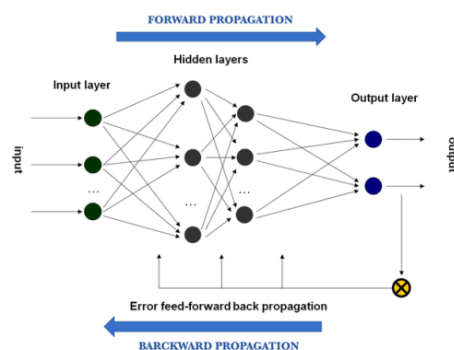 FORWARD PROPAGATION
Hidden layers
Input layer
Output layer
input
output
...
...
...
Error feed-forward back propagation
BARCKWARD PROPAGATION